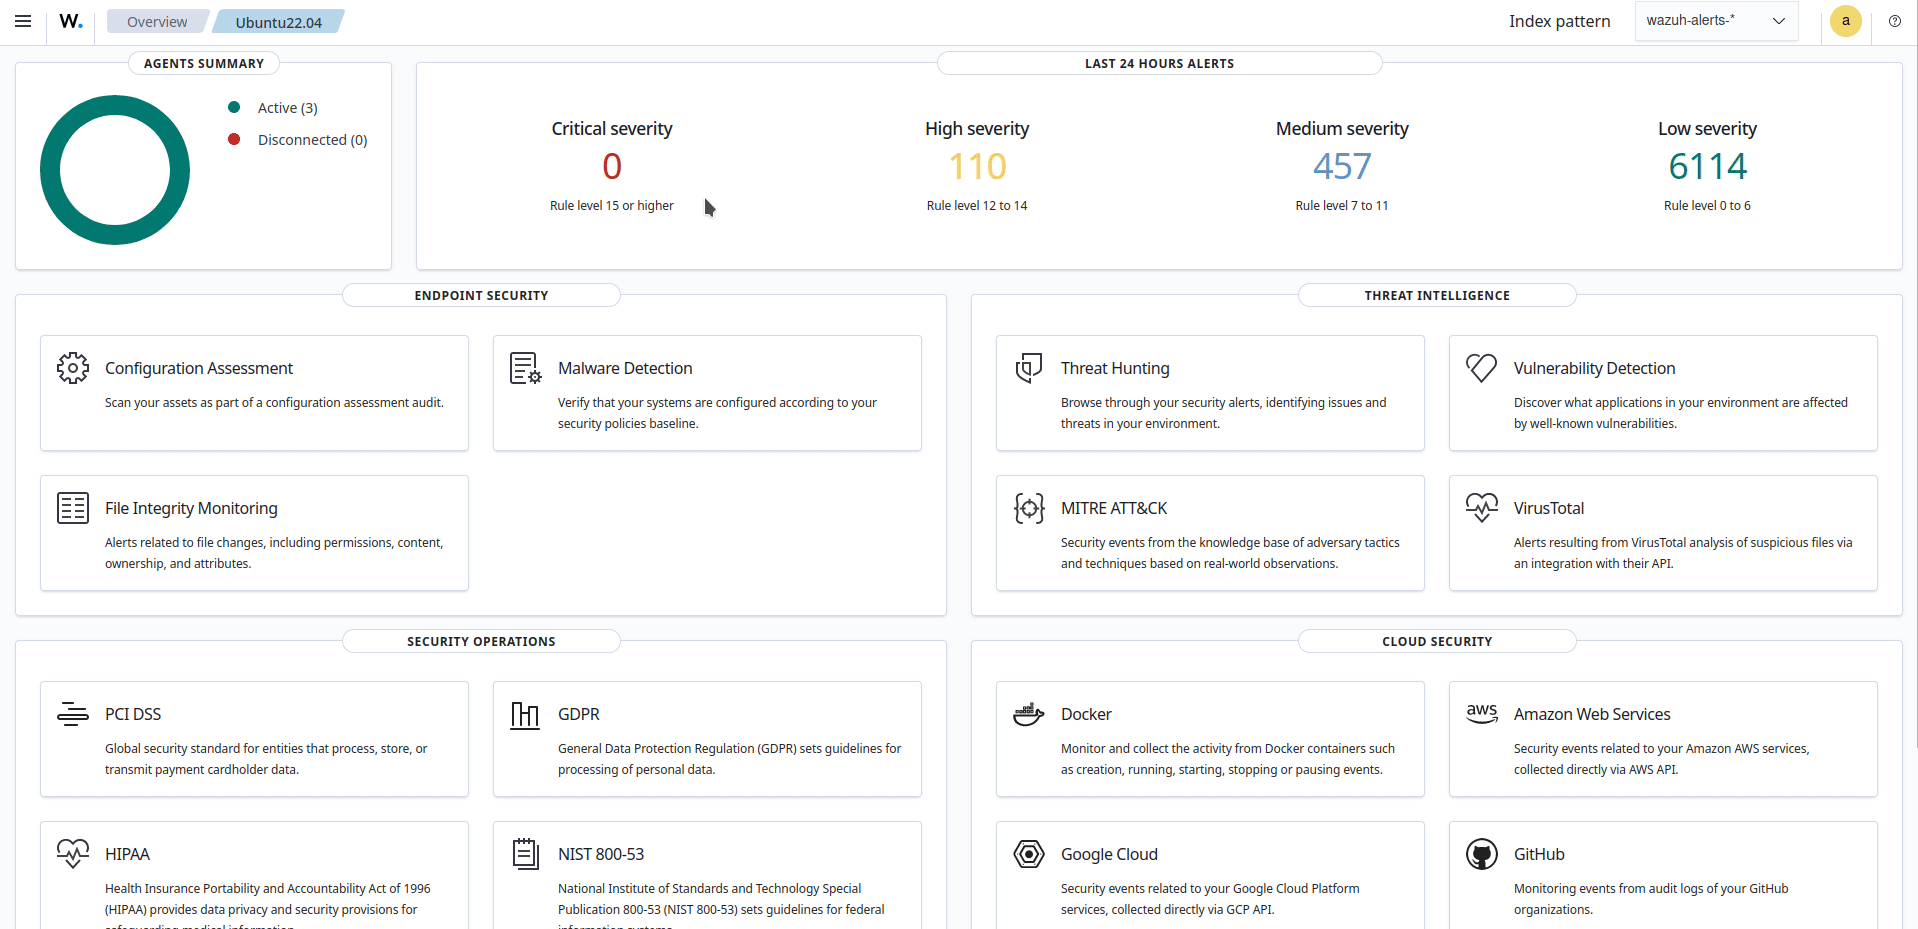 W.
Overview
Ubuntu22.04
Index pattern
wazuh-alerts-*
a
AGENTS SUMMARY
Active (3)
Disconnected (0)
LAST 24 HOURS ALERTS
Critical severity
0
Rule level 15 or higher
High severity
110
Rule level 12 to 14
Medium severity
457
Rule level 7 to 11
Low severity
6114
Rule level 0 to 6
ENDPOINT SECURITY
Configuration Assessment
Scan your assets as part of a configuration assessment audit.
Malware Detection
Verify that your systems are configured according to your
security policies baseline.
File Integrity Monitoring
Alerts related to file changes, including permissions, content,
ownership, and attributes.
THREAT INTELLIGENCE
Threat Hunting
Browse through your security alerts, identifying issues and
threats in your environment.
Vulnerability Detection
Discover what applications in your environment are affected
by well-known vulnerabilities.
MITRE ATT&CK
Security events from the knowledge base of adversary tactics
and techniques based on real-world observations.
VirusTotal
Alerts resulting from VirusTotal analysis of suspicious files via
an integration with their API.
SECURITY OPERATIONS
PCI DSS
Global security standard for entities that process, store, or
transmit payment cardholder data.
GDPR
General Data Protection Regulation (GDPR) sets guidelines for
processing of personal data.
HIPAA
Health Insurance Portability and Accountability Act of 1996
(HIPAA) provides data privacy and security provisions for
safeguarding medical information.
NIST 800-53
National Institute of Standards and Technology Special
Publication 800-53 (NIST 800-53) sets guidelines for federal
information systems.
CLOUD SECURITY
Docker
Monitor and collect the activity from Docker containers such
as creation, running, starting, stopping or pausing events.
aws
Amazon Web Services
Security events related to your Amazon AWS services,
collected directly via AWS API.
Google Cloud
Security events related to your Google Cloud Platform
services, collected directly via GCP API.
GitHub
Monitoring events from audit logs of your GitHub
organizations.